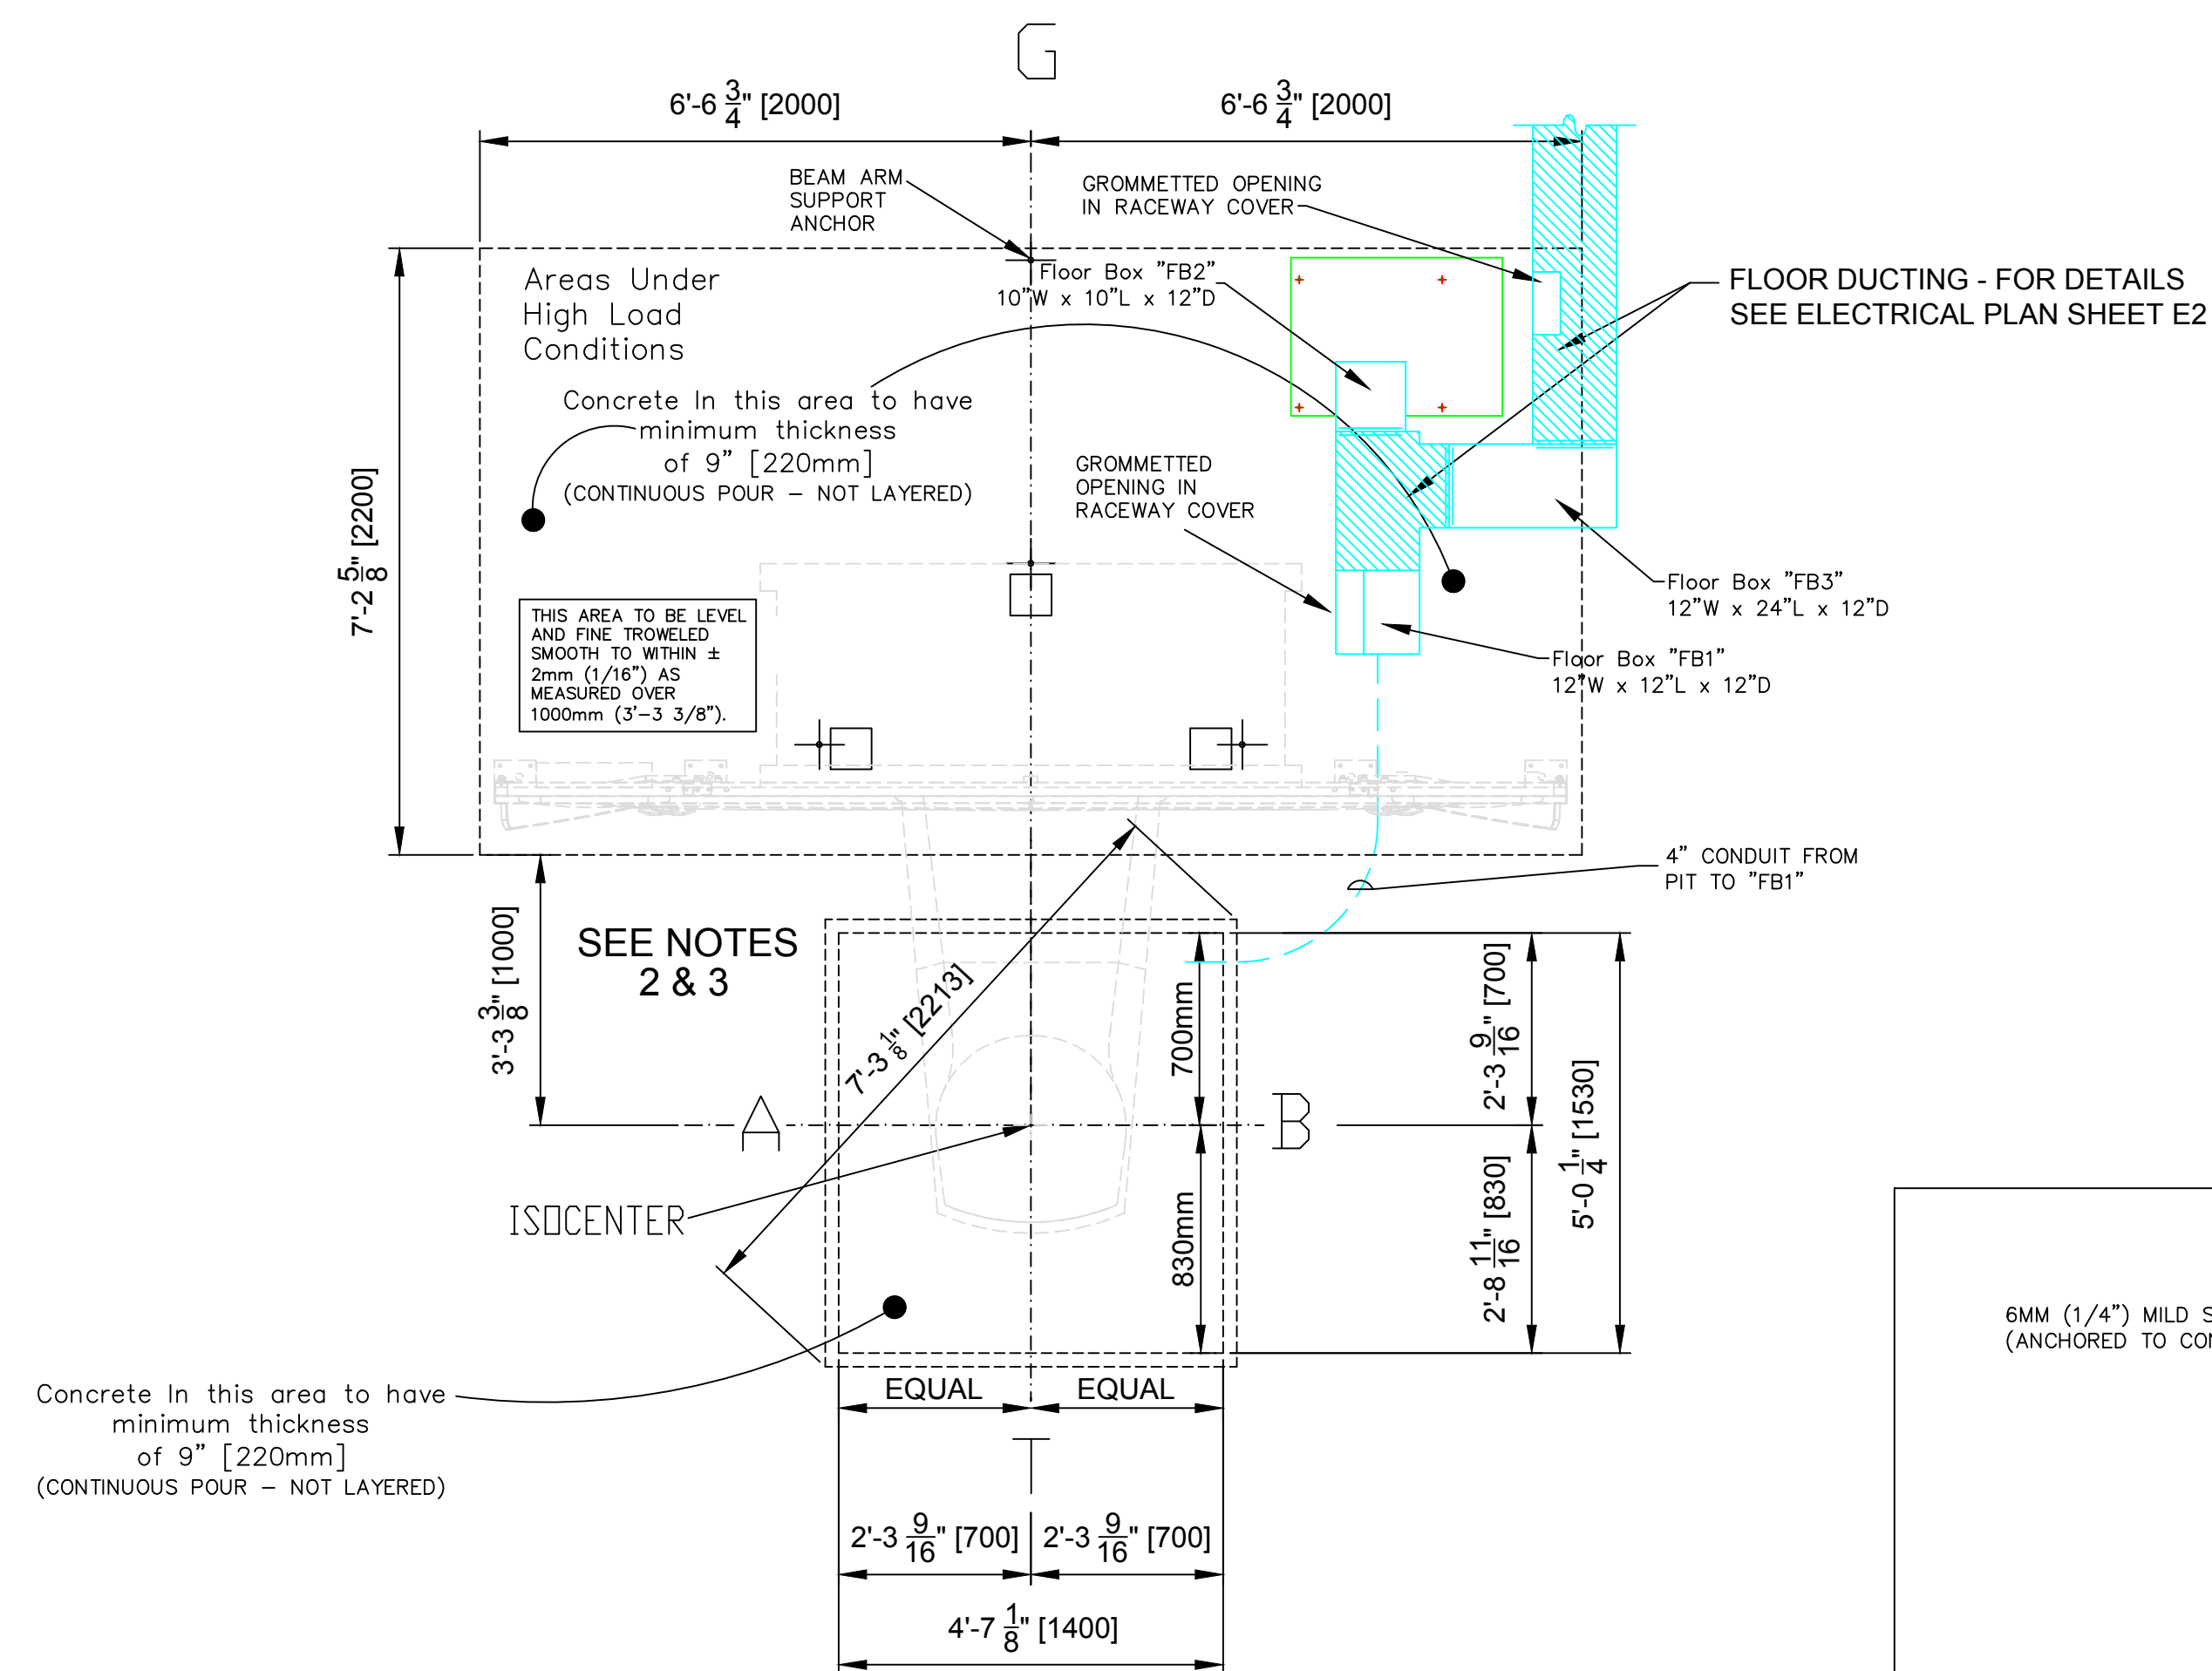 G
6'-6 3/4" [2000]
6'-6 3/4" [2000]
BEAM ARM
SUPPORT
ANCHOR
GROMMETTED OPENING
IN RACEWAY COVER
Areas Under
High Load
Conditions
Floor Box "FB2"
10"W x 10"L x 12"D
FLOOR DUCTING - FOR DETAILS
SEE ELECTRICAL PLAN SHEET E2
Concrete In this area to have
minimum thickness
of 9" [220mm]
(CONTINUOUS POUR – NOT LAYERED)
GROMMETTED
OPENING IN
RACEWAY COVER
7'-2 5/8" [2200]
THIS AREA TO BE LEVEL
AND FINE TROWELED
SMOOTH TO WITHIN ±
2mm (1/16") AS
MEASURED OVER
1000mm (3'–3 3/8").
Floor Box "FB3"
12"W x 24"L x 12"D
Floor Box "FB1"
12"W x 12"L x 12"D
4" CONDUIT FROM
PIT TO "FB1"
3'-3 3/8" [1000]
SEE NOTES
2 & 3
7'-3 1/8" [2213]
700mm
2'-3 9/16" [700]
5'-0 1/4" [1530]
A
B
ISOCENTER
830mm
2'-8 11/16" [830]
6MM (1/4") MILD S
(ANCHORED TO CON
Concrete In this area to have
minimum thickness
of 9" [220mm]
(CONTINUOUS POUR – NOT LAYERED)
EQUAL
EQUAL
T
2'-3 9/16" [700]
2'-3 9/16" [700]
4'-7 1/8" [1400]